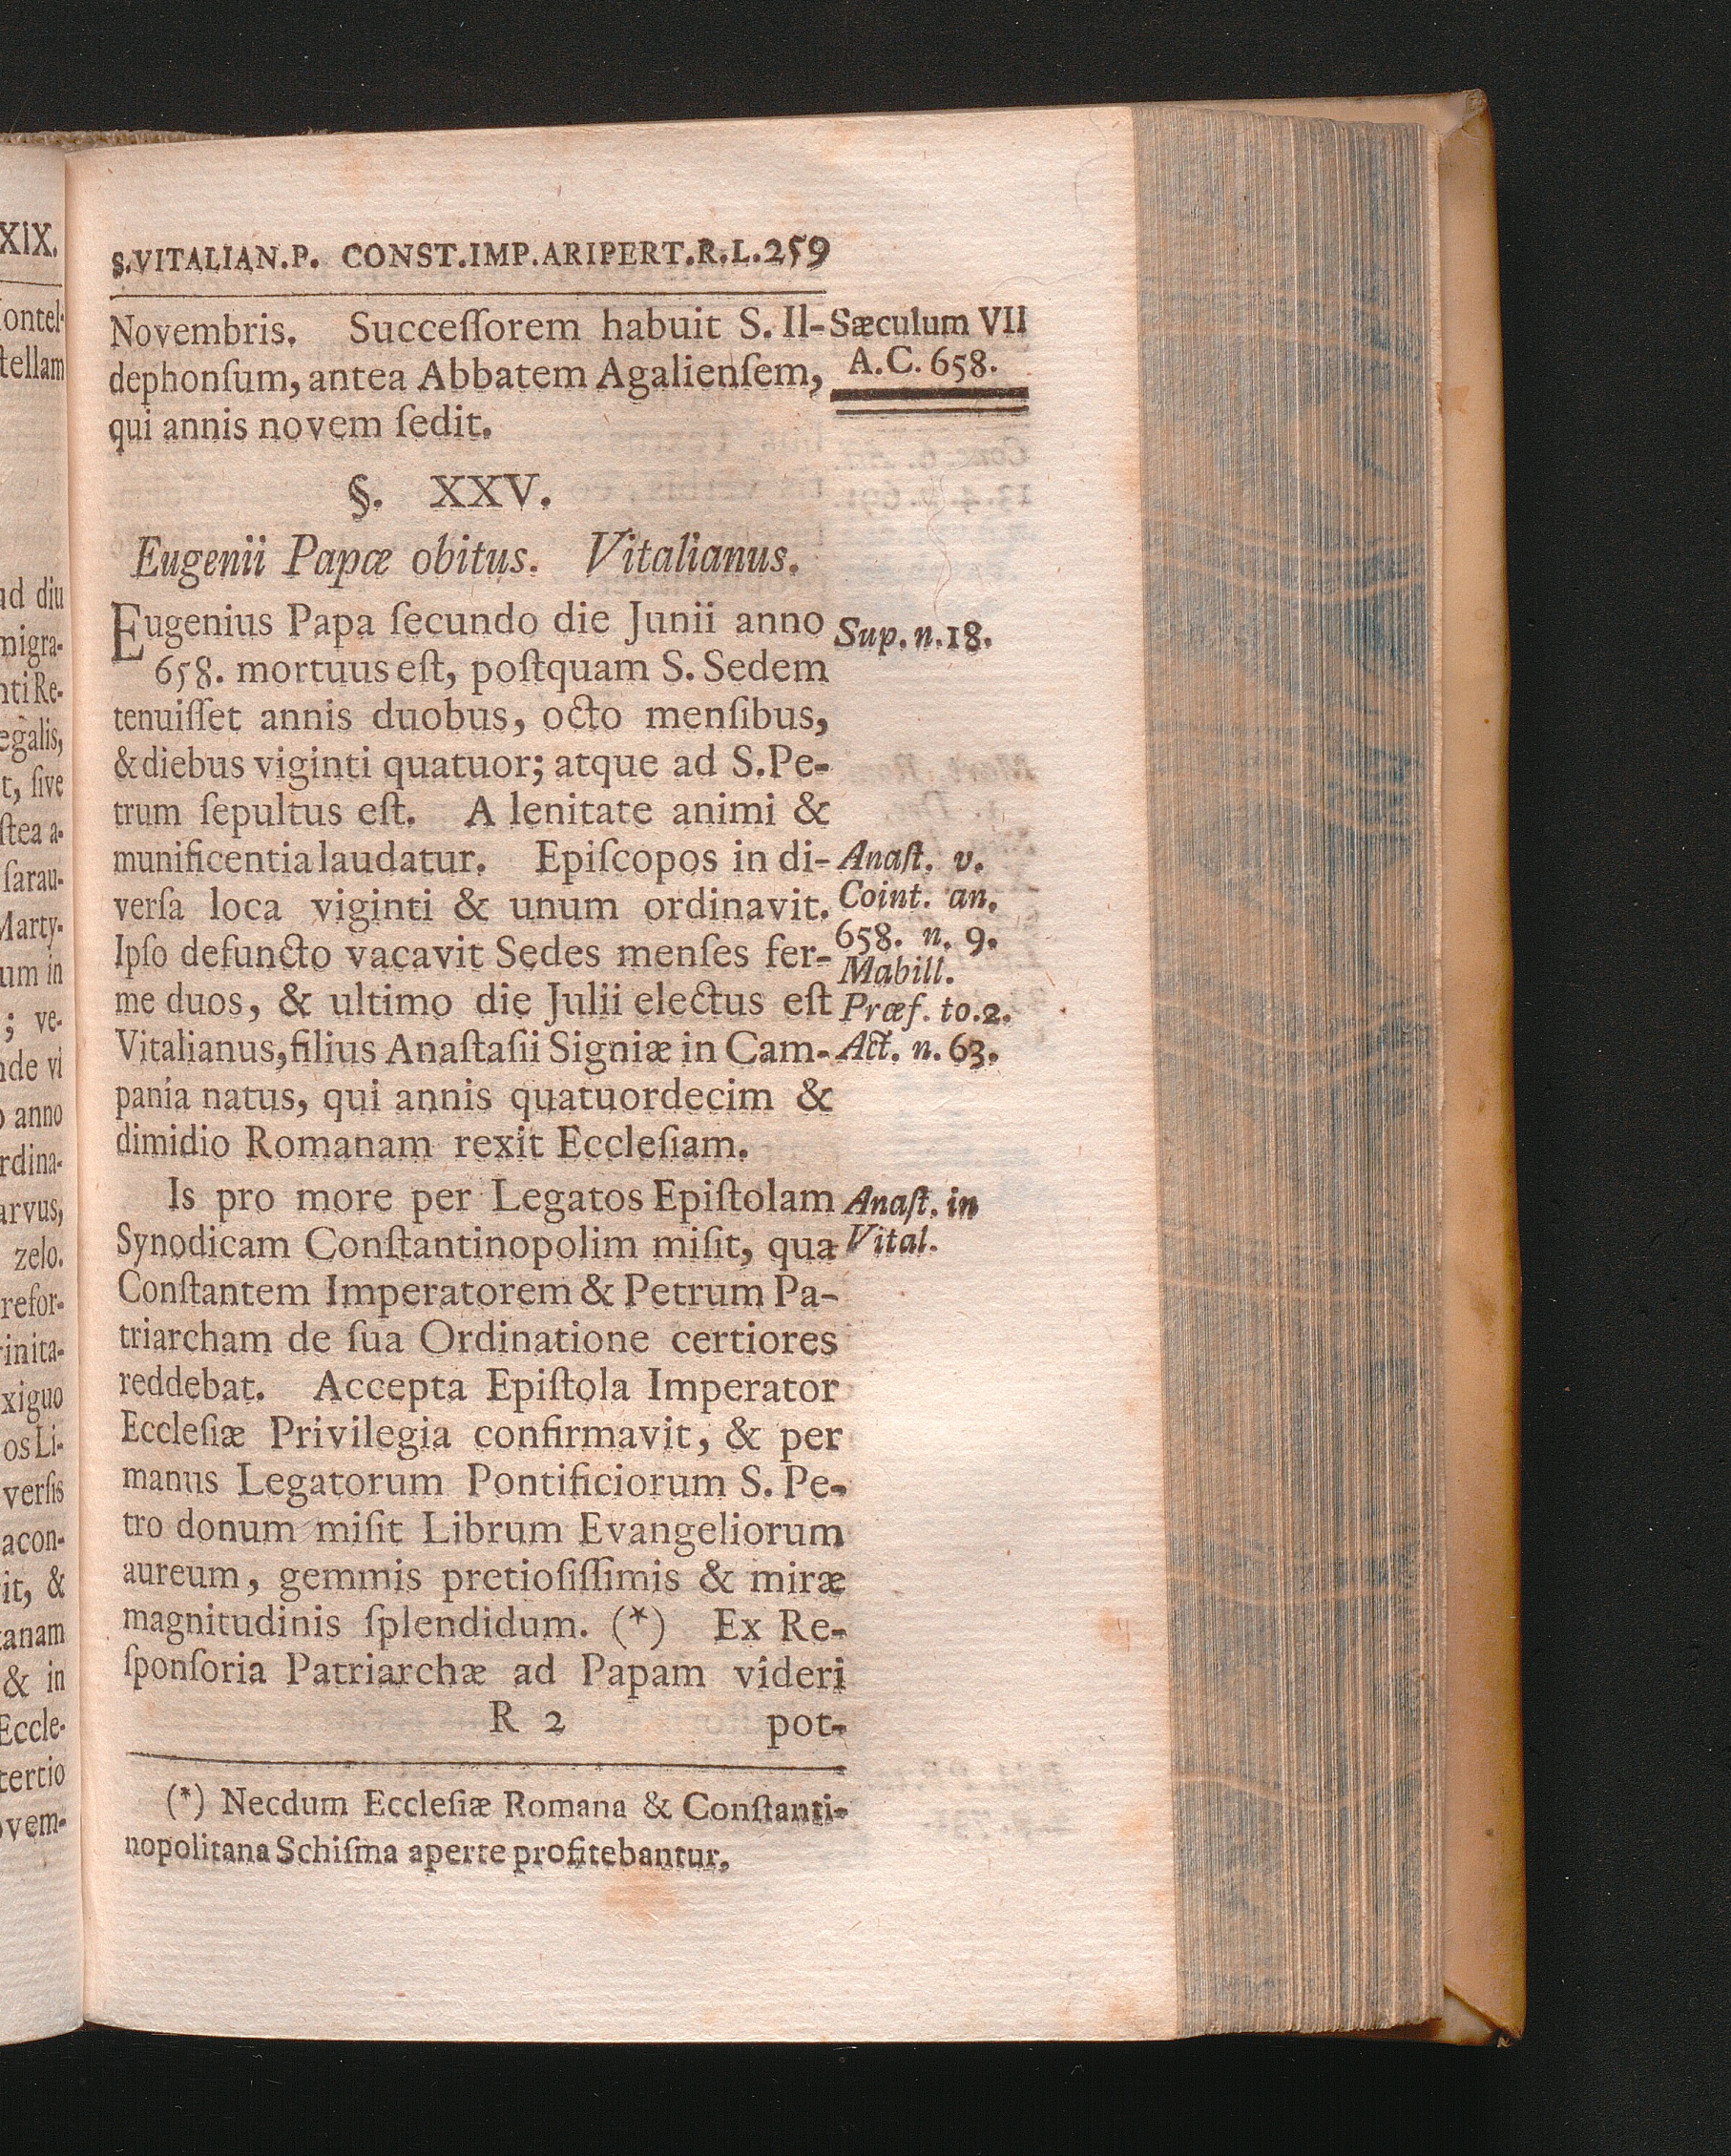 S.VITALIAN.P. CONST.IMP.ARIPERT.R.L.259
Novembris. Succeſſorem habuit S. Il-
dephonſum, antea Abbatem Agalienſem,
qui annis novem ſedit.
Sæculum VII
A.C. 658.
§. XXV.
Eugenii Papæ obitus. Vitalianus.
Eugenius Papa ſecundo die Junii anno
658. mortuus eſt, poſtquam S. Sedem
tenuiſſet annis duobus, octo menſibus,
& diebus viginti quatuor; atque ad S. Pe-
trum ſepultus eſt. A lenitate animi &
munificentia laudatur. Epiſcopos in di-
verſa loca viginti & unum ordinavit.
Ipſo defuncto vacavit Sedes menſes fer-
me duos, & ultimo die Julii electus eſt
Vitalianus, filius Anaſtaſii Signiæ in Cam-
pania natus, qui annis quatuordecim &
dimidio Romanam rexit Eccleſiam.
Sup. n. 18.
Anaſt. v.
Coint. an.
658. n. 9.
Mabill.
Præf. to. 2.
Act. n. 63.
Is pro more per Legatos Epiſtolam
Synodicam Conſtantinopolim miſit, qua
Conſtantem Imperatorem & Petrum Pa-
triarcham de ſua Ordinatione certiores
reddebat. Accepta Epiſtola Imperator
Eccleſiæ Privilegia confirmavit, & per
manus Legatorum Pontificiorum S. Pe-
tro donum miſit Librum Evangeliorum
aureum, gemmis pretioſiſſimis & miræ
magnitudinis ſplendidum. (*) Ex Re-
ſponſoria Patriarchæ ad Papam videri
Anaſt. in
Vital.
R 2 pot-
(*) Necdum Eccleſiæ Romana & Conſtanti-
nopolitana Schiſma aperte profitebantur.